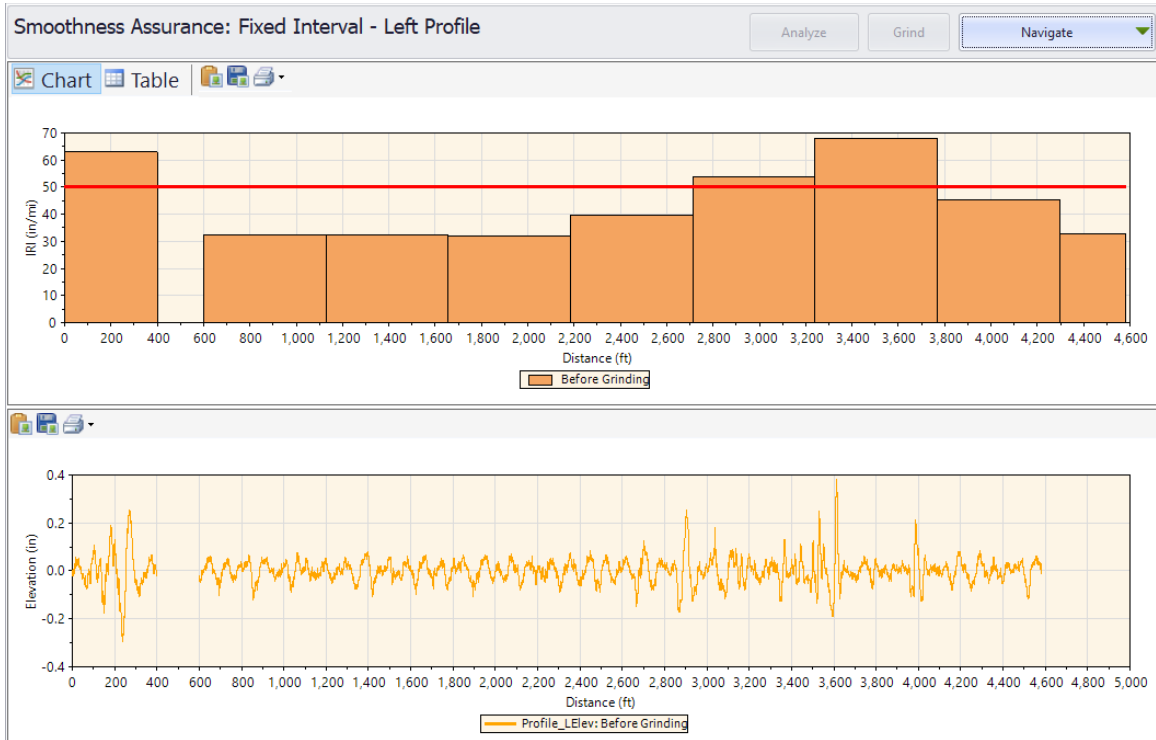 Smoothness Assurance: Fixed Interval - Left Profile
Analyze
Grind
Navigate
Chart
Table
70
60
50
40
30
20
10
0
IRI (in/mi)
0 200 400 600 800 1,000 1,200 1,400 1,600 1,800 2,000 2,200 2,400 2,600 2,800 3,000 3,200 3,400 3,600 3,800 4,000 4,200 4,400 4,600
Distance (ft)
Before Grinding
0.4
0.2
0.0
-0.2
-0.4
Elevation (in)
0 200 400 600 800 1,000 1,200 1,400 1,600 1,800 2,000 2,200 2,400 2,600 2,800 3,000 3,200 3,400 3,600 3,800 4,000 4,200 4,400 4,600 4,800 5,000
Distance (ft)
Profile_LElev: Before Grinding